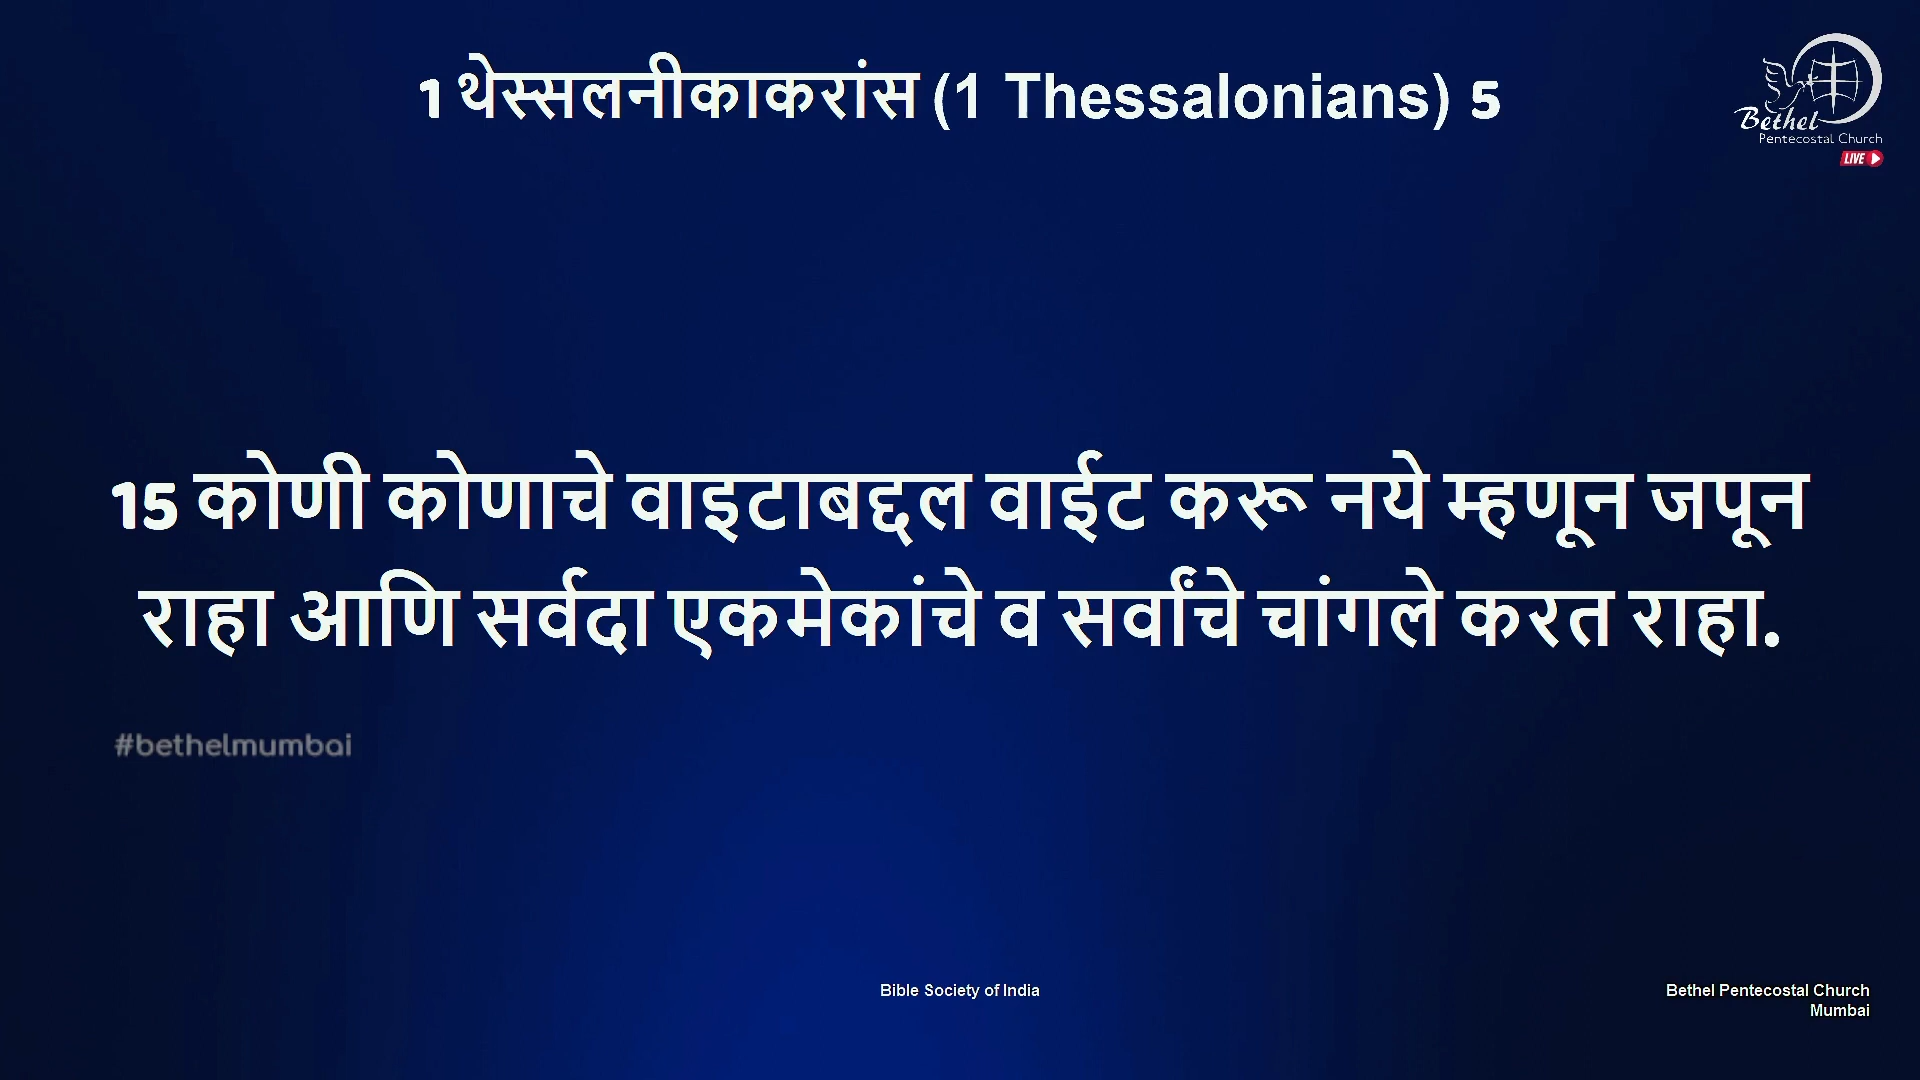 1 थेस्सलनीकाकरांस (1 Thessalonians) 5
Bethel
Pentecostal Church
LIVE
15 कोणी कोणाचे वाइटाबद्दल वाईट करू नये म्हणून जपून
राहा आणि सर्वदा एकमेकांचे व सर्वांचे चांगले करत राहा.
#bethelmumbai
Bible Society of India
Bethel Pentecostal Church
Mumbai